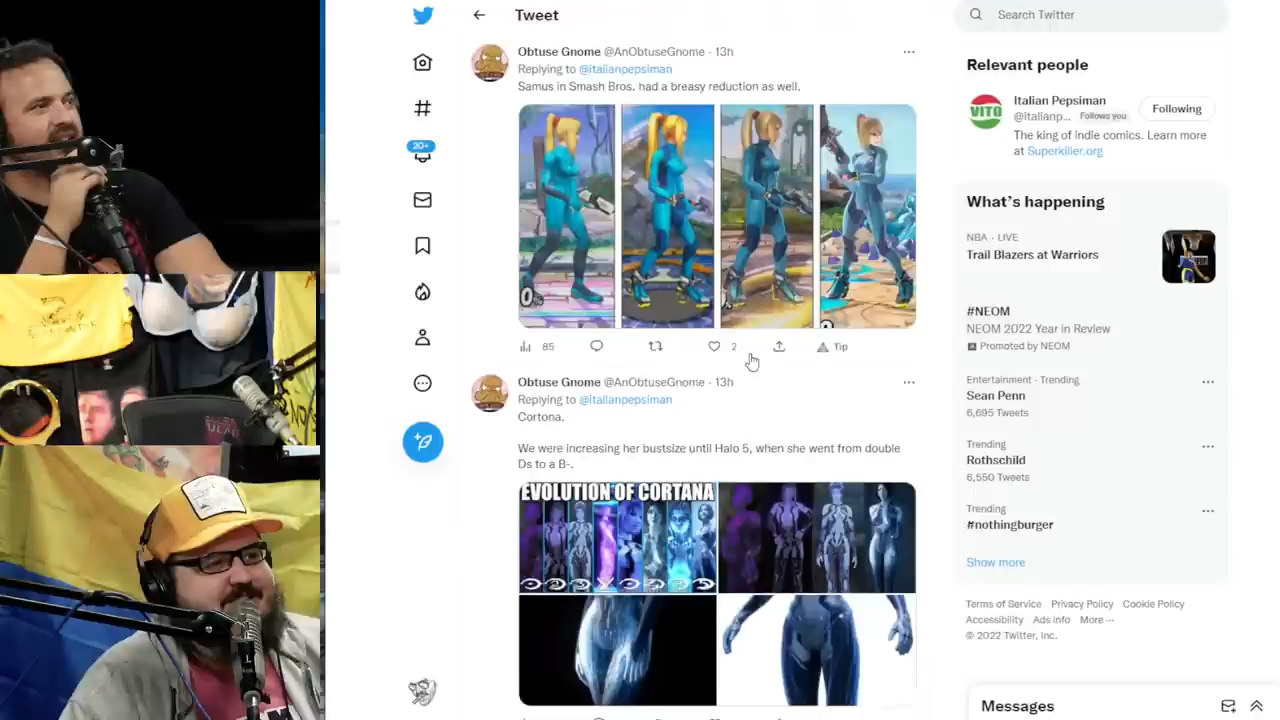 Tweet
Obtuse Gnome @AnObtuseGnome · 13h
Replying to @italianpepsiman
Samus in Smash Bros. had a breasy reduction as well.
85
2
Tip
Obtuse Gnome @AnObtuseGnome · 13h
Replying to @italianpepsiman
Cortona.
We were increasing her bustsize until Halo 5, when she went from double
Ds to a B-.
EVOLUTION OF CORTANA
20+
Search Twitter
Relevant people
Italian Pepsiman
@italianp... Follows you
Following
VITO
The king of indie comics. Learn more
at Superkiller.org
What's happening
NBA · LIVE
Trail Blazers at Warriors
#NEOM
NEOM 2022 Year in Review
Promoted by NEOM
Entertainment · Trending
Sean Penn
6,695 Tweets
Trending
Rothschild
6,550 Tweets
Trending
#nothingburger
Show more
Terms of Service Privacy Policy Cookie Policy
Accessibility Ads info More ···
© 2022 Twitter, Inc.
Messages